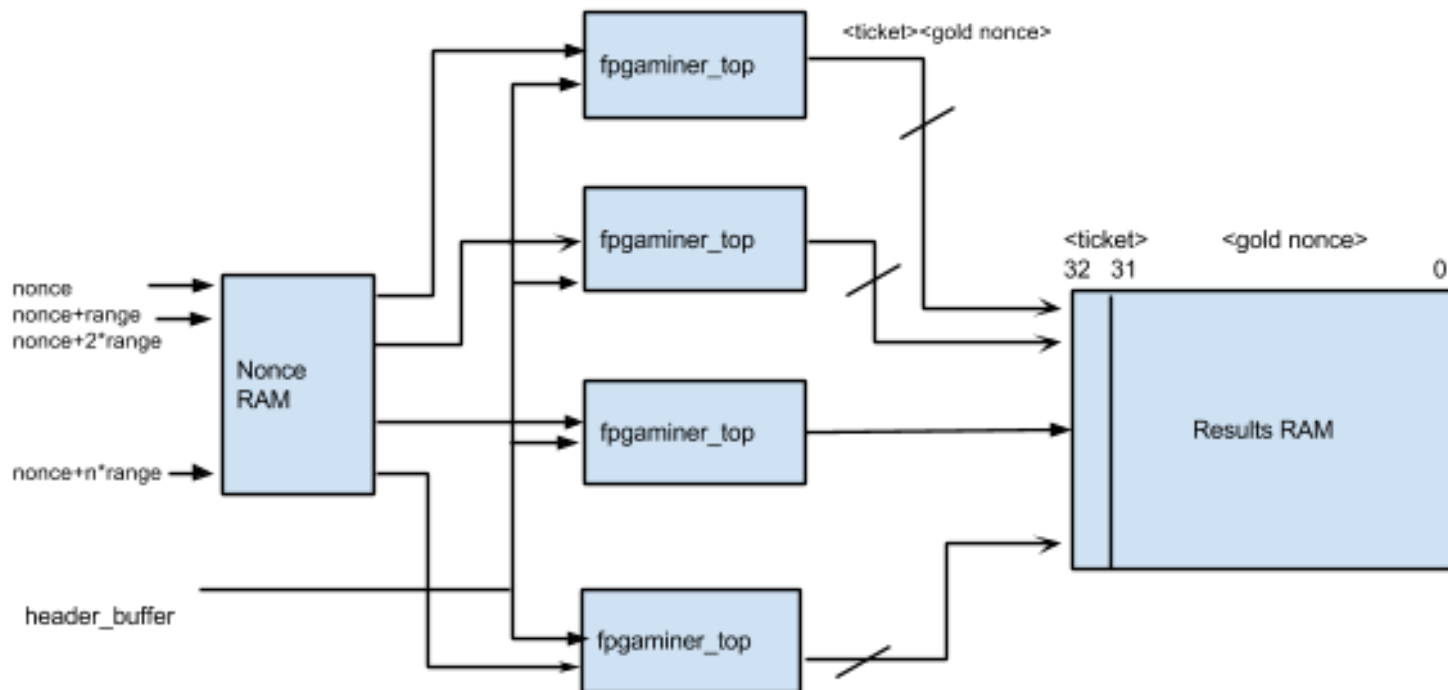 <ticket><gold nonce>
fpgaminer_top
fpgaminer_top
<ticket> <gold nonce>
32 31 0
nonce
nonce+range
nonce+2*range
Nonce
RAM
fpgaminer_top
Results RAM
nonce+n*range
header_buffer
fpgaminer_top